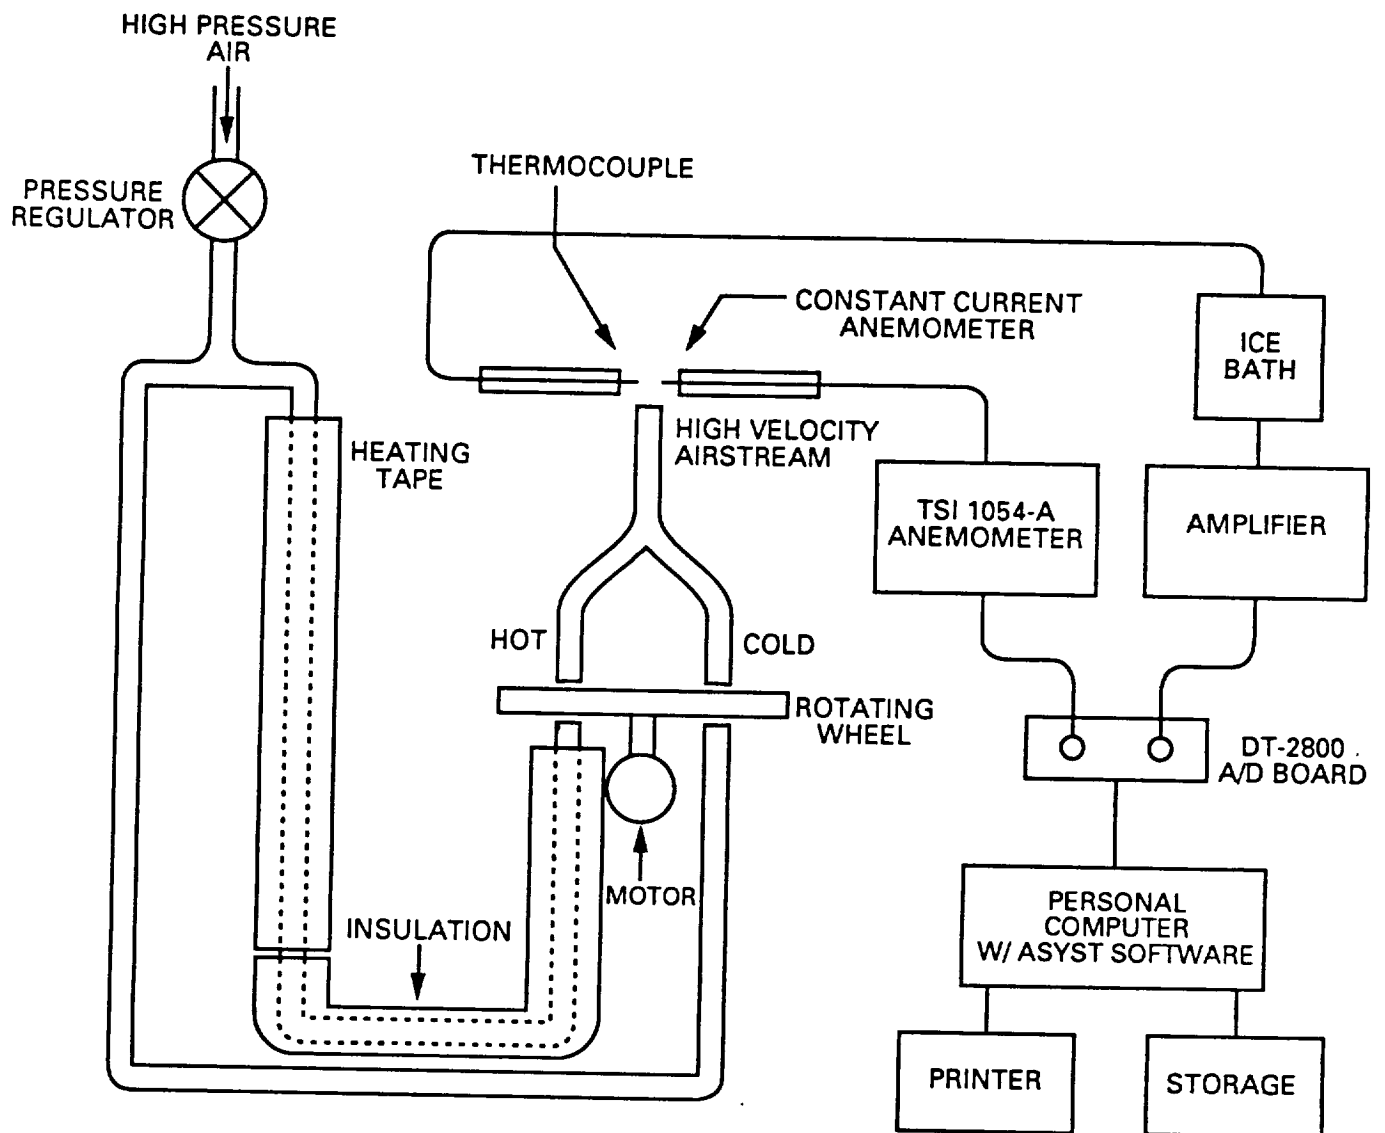 HIGH PRESSURE
AIR
PRESSURE
REGULATOR
THERMOCOUPLE
CONSTANT CURRENT
ANEMOMETER
ICE
BATH
HEATING
TAPE
HIGH VELOCITY
AIRSTREAM
TSI 1054-A
ANEMOMETER
AMPLIFIER
HOT
COLD
ROTATING
WHEEL
DT-2800
A/D BOARD
MOTOR
INSULATION
PERSONAL
COMPUTER
W/ ASYST SOFTWARE
PRINTER
STORAGE